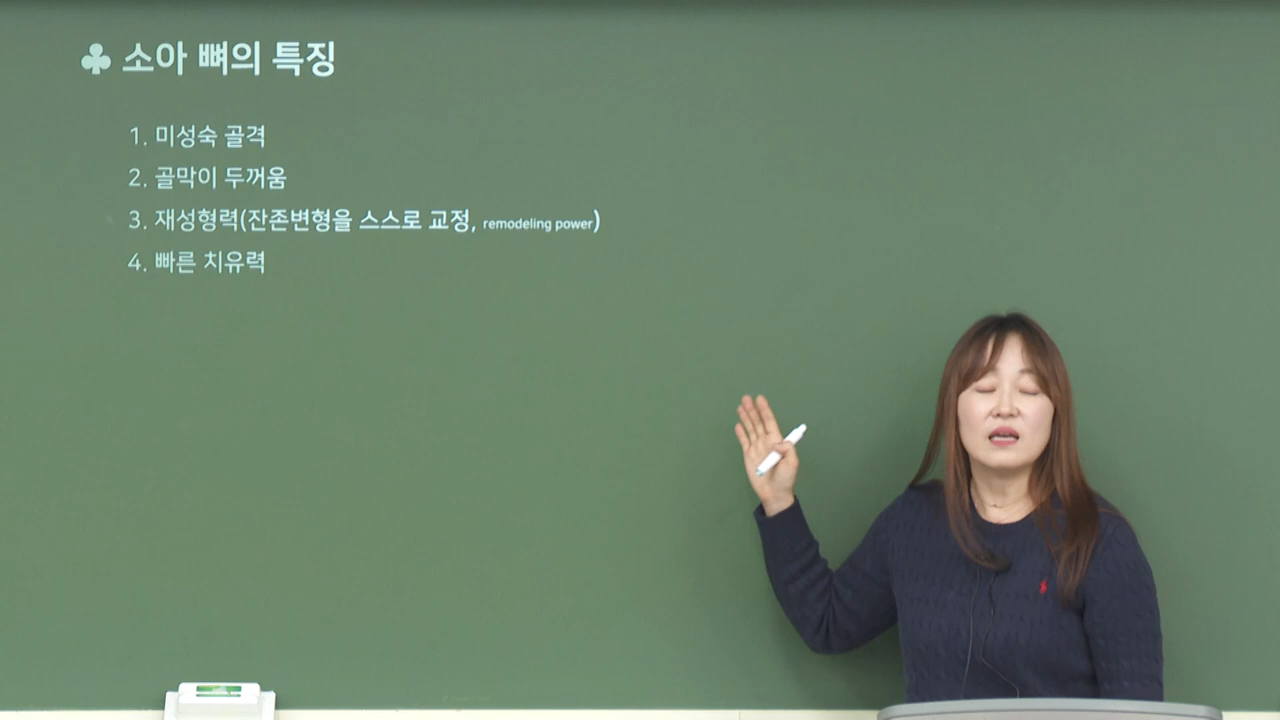 ♣ 소아 뼈의 특징
1. 미성숙 골격
2. 골막이 두꺼움
3. 재성형력(잔존변형을 스스로 교정, remodeling power)
4. 빠른 치유력